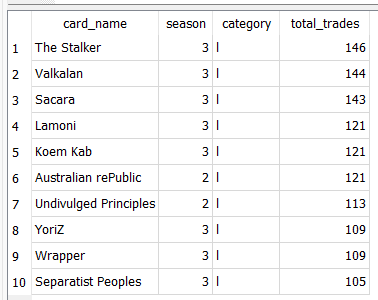 card_name season category total_trades
1 The Stalker 3 l 146
2 Valkalan 3 l 144
3 Sacara 3 l 143
4 Lamoni 3 l 121
5 Koem Kab 3 l 121
6 Australian rePublic 2 l 121
7 Undivulged Principles 2 l 113
8 YoriZ 3 l 109
9 Wrapper 3 l 109
10 Separatist Peoples 3 l 105